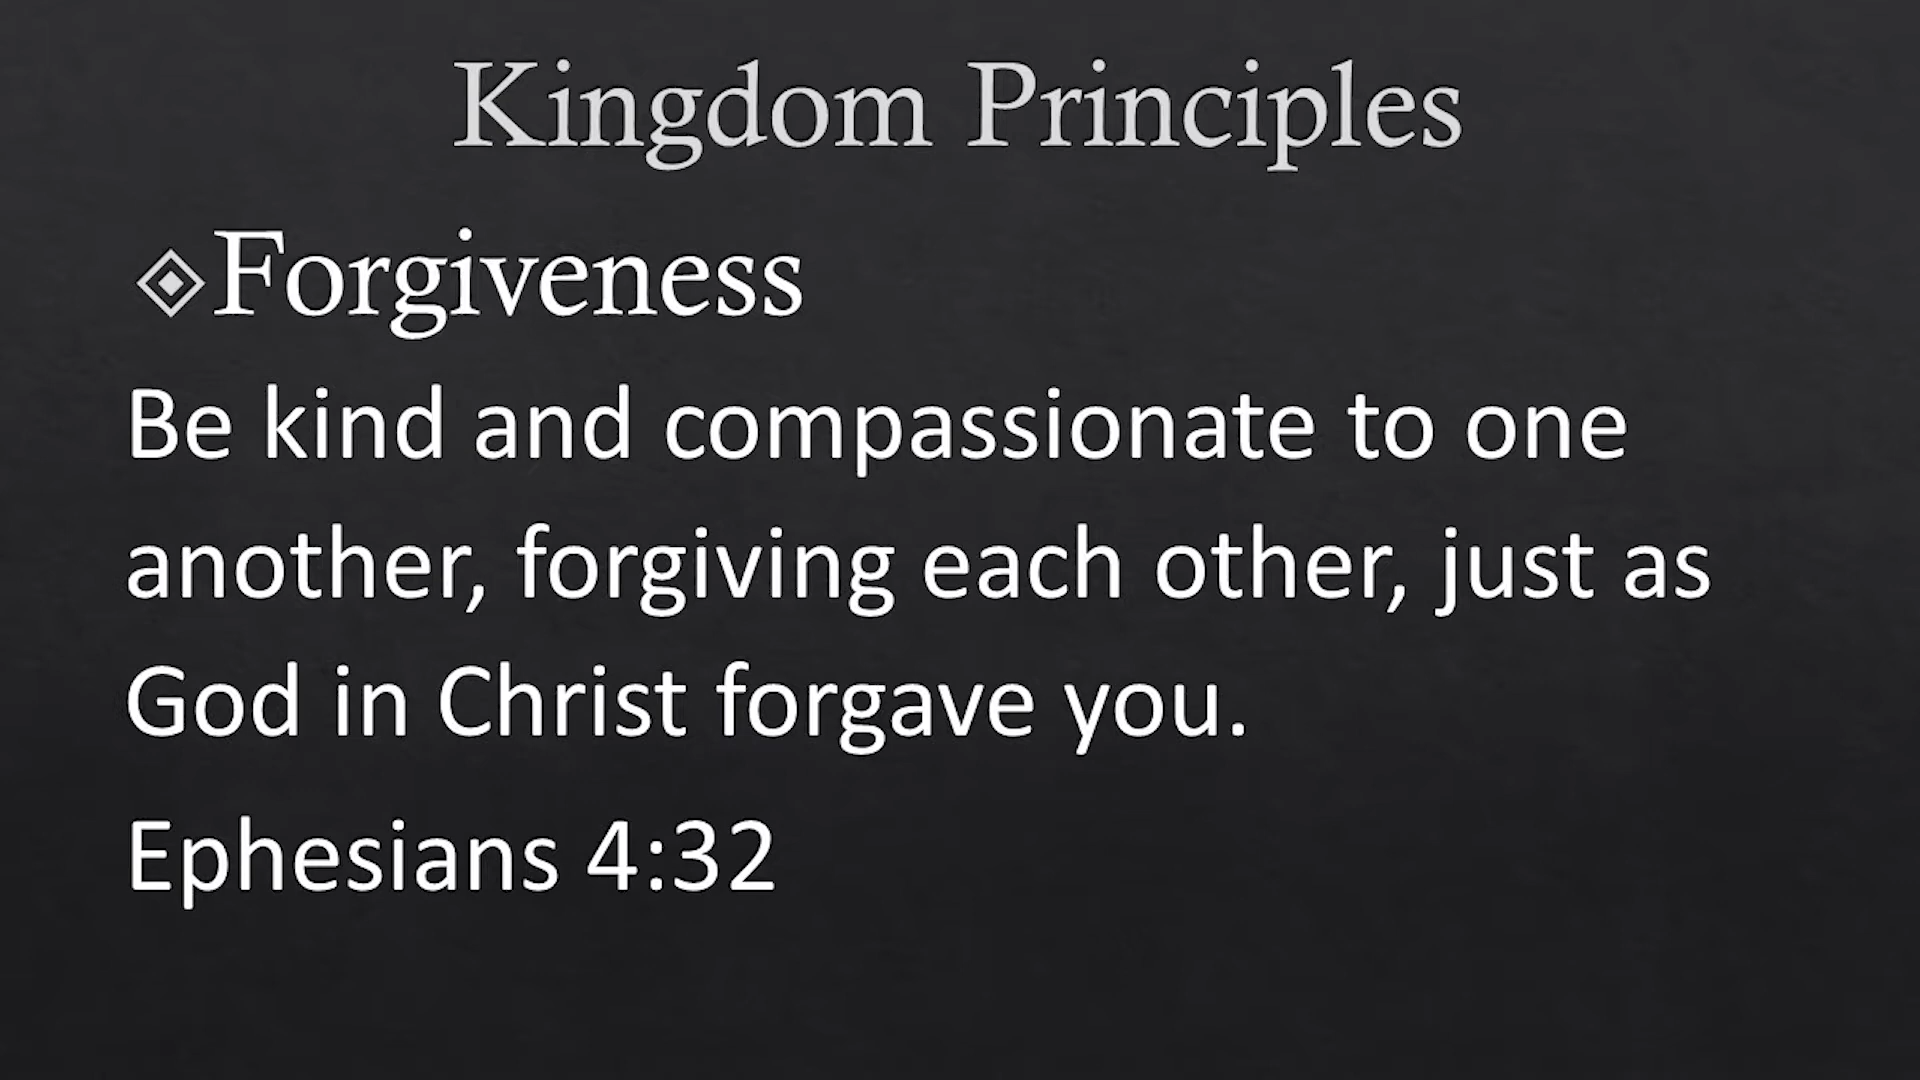 Kingdom Principles
Forgiveness
Be kind and compassionate to one
another, forgiving each other, just as
God in Christ forgave you.
Ephesians 4:32